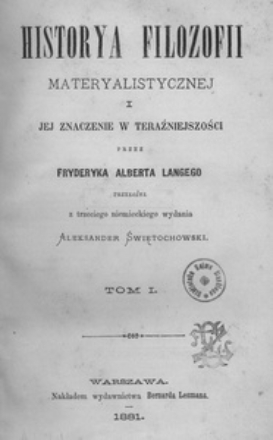 HISTORYA FILOZOFII
MATERYALISTYCZNEJ
I
JEJ ZNACZENIE W TERAŹNIEJSZOŚCI
PRZEZ
FRYDERYKA ALBERTA LANGEGO
PRZEŁOŻYŁ
z trzeciego niemieckiego wydania
ALEKSANDER ŚWIĘTOCHOWSKI.
TOM I.
WARSZAWA.
Nakładem wydawnictwa Bernarda Lesmana.
1881.